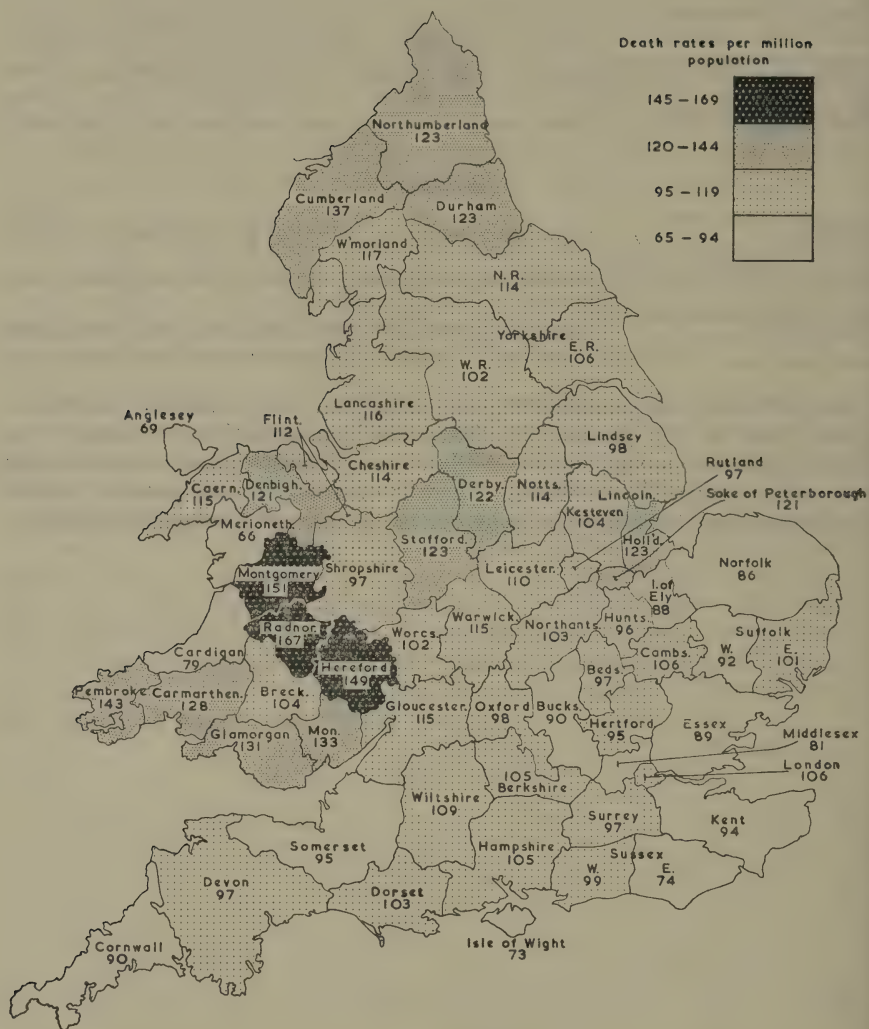 Death rates per million
population
145 – 169
120 – 144
95 – 119
65 – 94
Northumberland
123
Cumberland
137
Durham
123
W'morland
117
N. R.
114
Yorkshire
E. R.
106
W. R.
102
Lancashire
116
Anglesey
69
Flint.
112
Lindsey
98
Cheshire
114
Rutland
97
Caern.
115
Denbigh.
121
Derby.
122
Notts.
114
Lincoln.
Kesteven
104
Soke of Peterborough
121
Merioneth.
66
Stafford.
123
Holl'd.
123
Norfolk
86
Montgomery
151
Shropshire
97
Leicester.
110
I. of
Ely
88
Radnor.
167
Worcs.
102
Warwick.
115
Northants.
103
Hunts.
96
Suffolk
W.
92
E.
101
Cambs.
106
Cardigan
79
Hereford
149
Beds.
97
Pembroke
143
Carmarthen.
128
Breck.
104
Gloucester.
115
Oxford
98
Bucks.
90
Hertford
95
Essex
89
Middlesex
81
Glamorgan
131
Mon.
133
London
106
105
Berkshire
Wiltshire
109
Surrey
97
Kent
94
Somerset
95
Hampshire
105
Sussex
W.
99
E.
74
Devon
97
Dorset
103
Isle of Wight
73
Cornwall
90